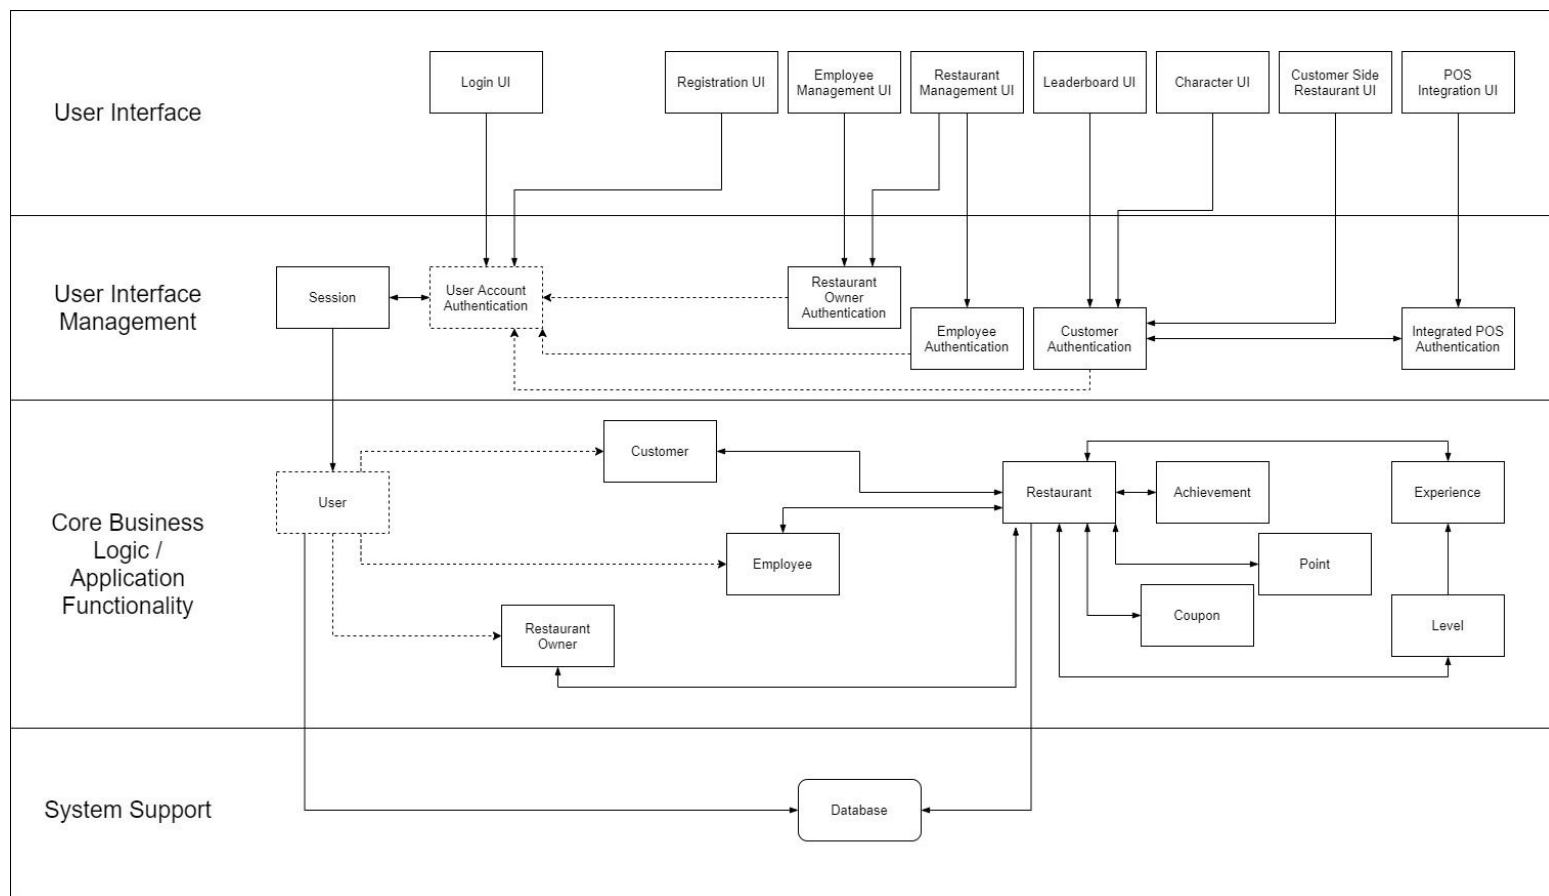 User Interface
Login UI
Registration UI
Employee
Management UI
Restaurant
Management UI
Leaderboard UI
Character UI
Customer Side
Restaurant UI
POS
Integration UI
User Interface
Management
Session
User Account
Authentication
Restaurant
Owner
Authentication
Employee
Authentication
Customer
Authentication
Integrated POS
Authentication
Core Business
Logic /
Application
Functionality
User
Customer
Employee
Restaurant
Owner
Restaurant
Achievement
Experience
Point
Coupon
Level
System Support
Database